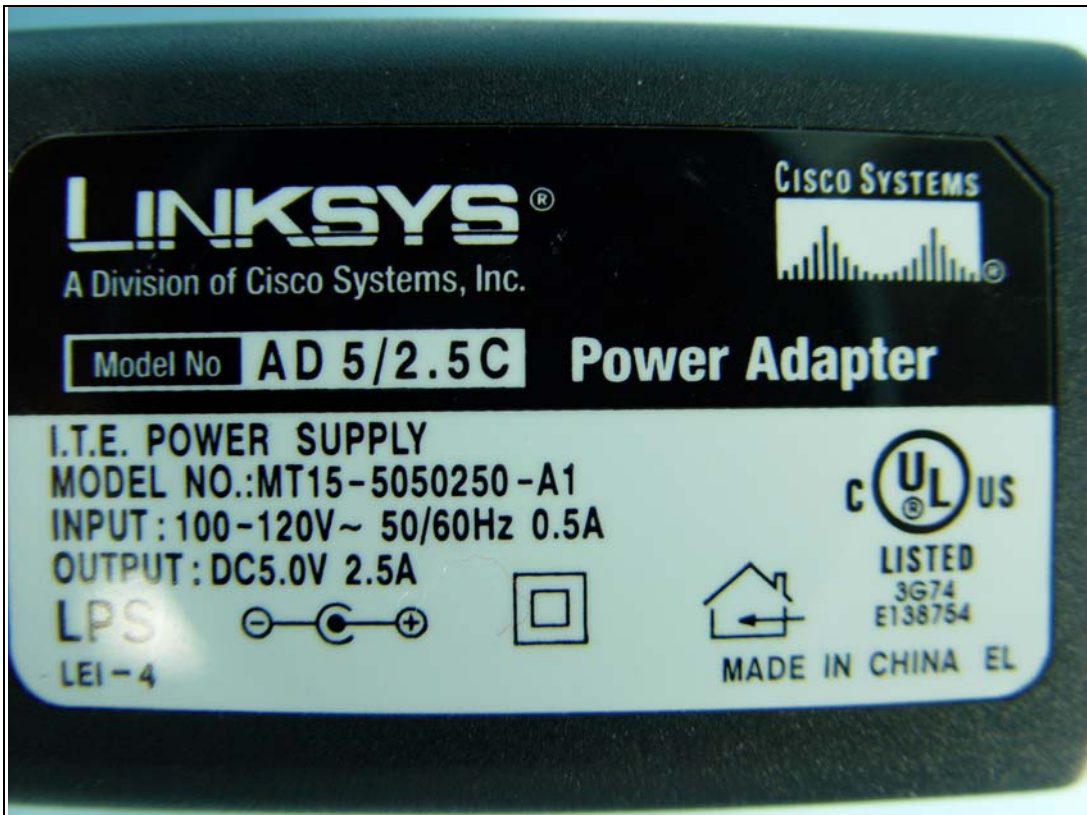 LINKSYS®
A Division of Cisco Systems, Inc.
CISCO SYSTEMS
®
Model No AD 5/2.5C Power Adapter
I.T.E. POWER SUPPLY
MODEL NO.:MT15-5050250-A1
INPUT:100-120V~ 50/60Hz 0.5A
OUTPUT:DC5.0V 2.5A
LPS
LEI-4
C UL® US
LISTED
3G74
E138754
MADE IN CHINA EL